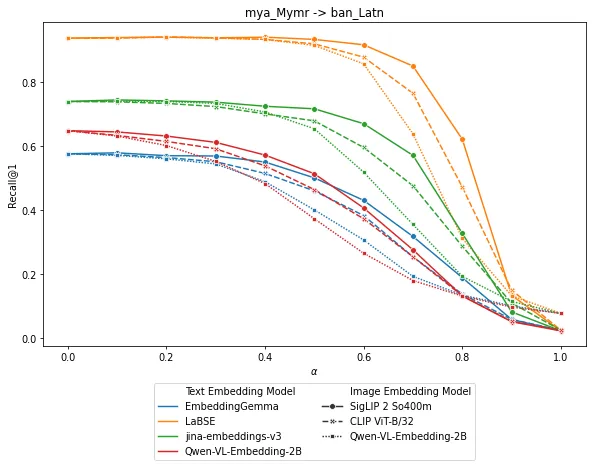 mya_Mymr -> ban_Latn
Recall@1
0.8
0.6
0.4
0.2
0.0
0.0 0.2 0.4 0.6 0.8 1.0
α
Text Embedding Model
EmbeddingGemma
LaBSE
jina-embeddings-v3
Qwen-VL-Embedding-2B
Image Embedding Model
SigLIP 2 So400m
CLIP ViT-B/32
Qwen-VL-Embedding-2B